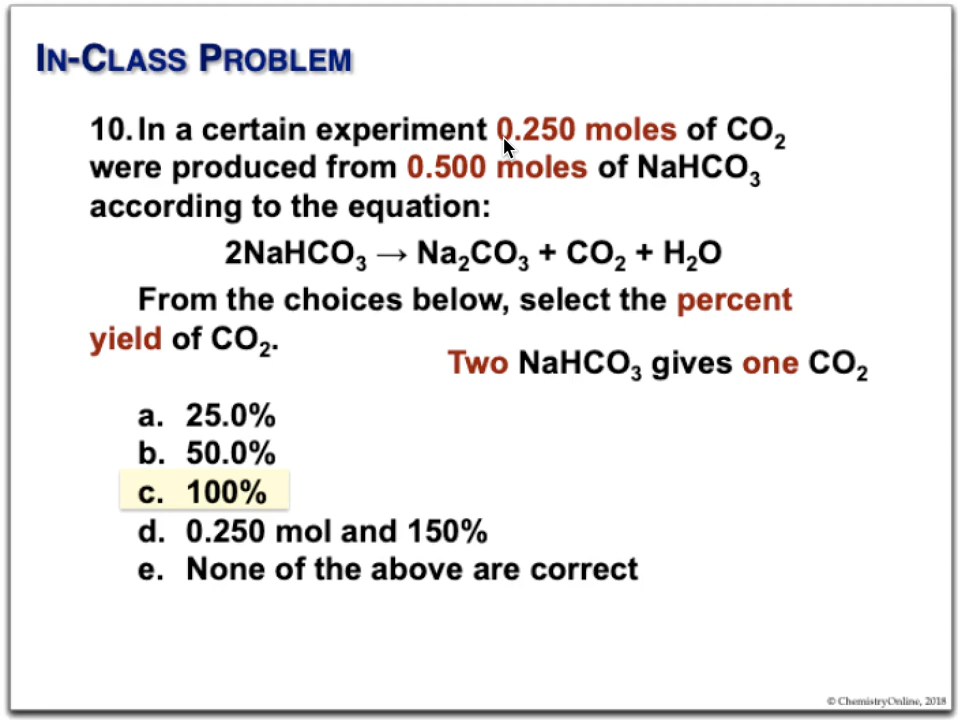 IN-CLASS PROBLEM
10. In a certain experiment 0.250 moles of CO₂
were produced from 0.500 moles of NaHCO₃
according to the equation:
2NaHCO₃ → Na₂CO₃ + CO₂ + H₂O
From the choices below, select the percent
yield of CO₂.
Two NaHCO₃ gives one CO₂
a. 25.0%
b. 50.0%
c. 100%
d. 0.250 mol and 150%
e. None of the above are correct
© ChemistryOnline, 2018